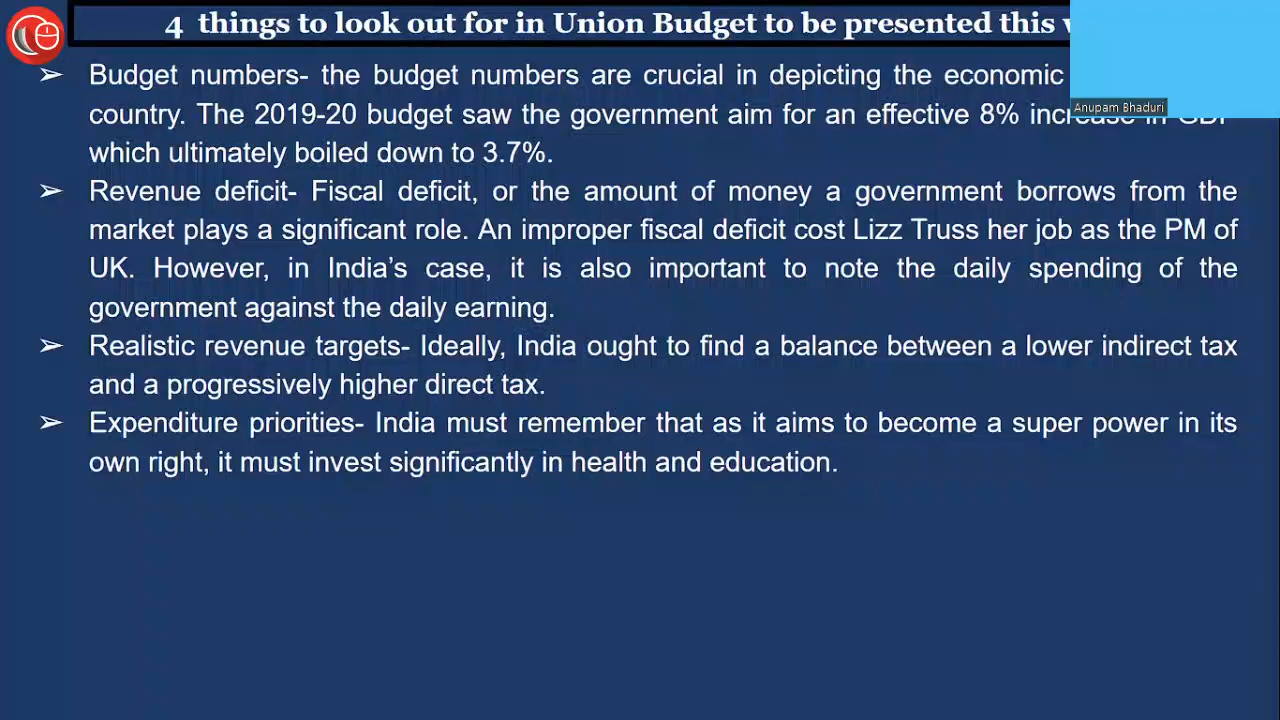 4 things to look out for in Union Budget to be presented this
Anupam Bhaduri
➢ Budget numbers- the budget numbers are crucial in depicting the economic
country. The 2019-20 budget saw the government aim for an effective 8% increase in GDP
which ultimately boiled down to 3.7%.
➢ Revenue deficit- Fiscal deficit, or the amount of money a government borrows from the
market plays a significant role. An improper fiscal deficit cost Lizz Truss her job as the PM of
UK. However, in India's case, it is also important to note the daily spending of the
government against the daily earning.
➢ Realistic revenue targets- Ideally, India ought to find a balance between a lower indirect tax
and a progressively higher direct tax.
➢ Expenditure priorities- India must remember that as it aims to become a super power in its
own right, it must invest significantly in health and education.